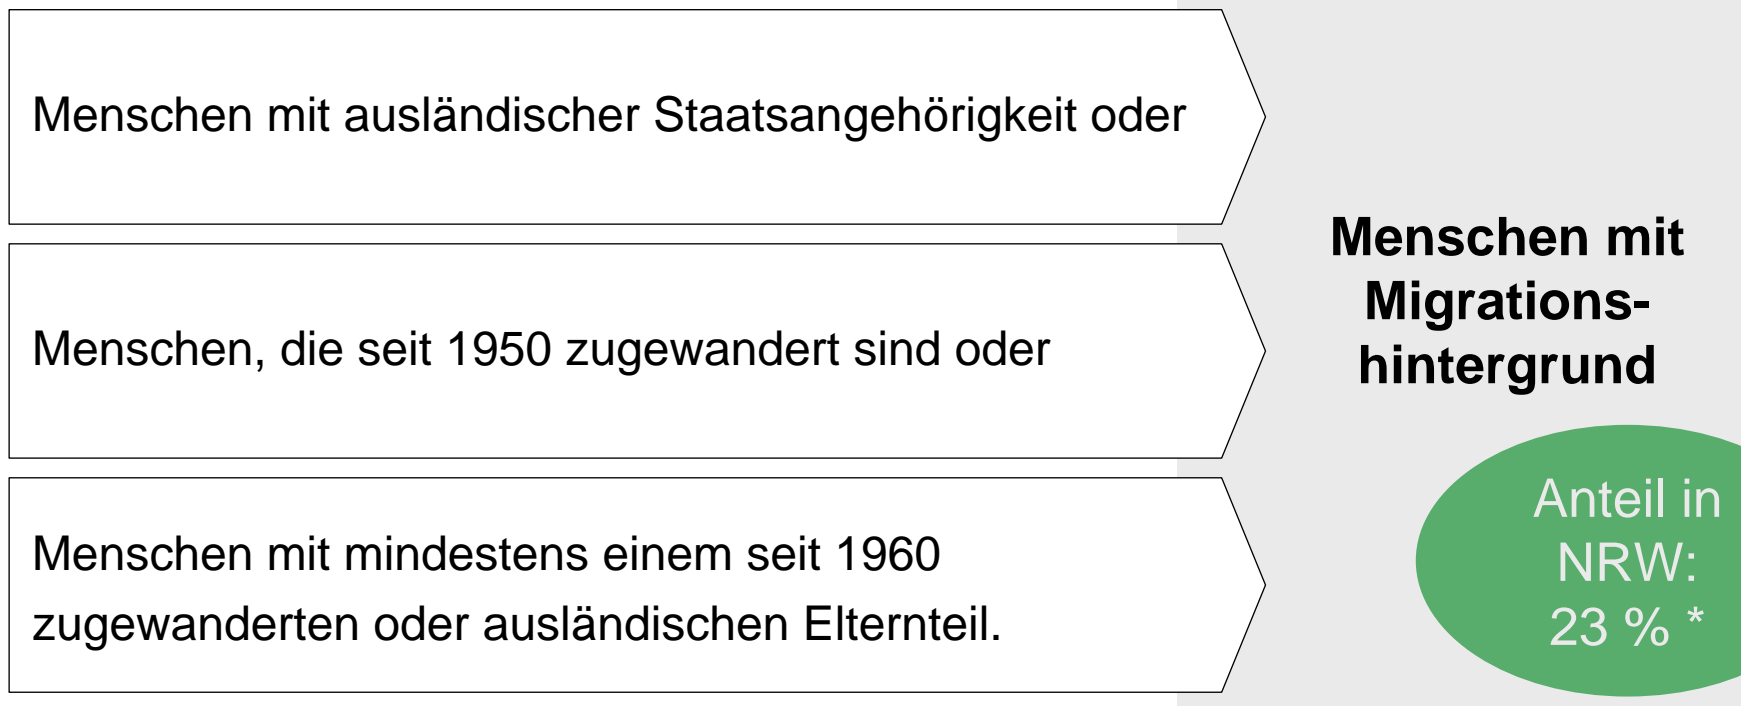 Menschen mit ausländischer Staatsangehörigkeit oder
Menschen, die seit 1950 zugewandert sind oder
Menschen mit mindestens einem seit 1960
zugewanderten oder ausländischen Elternteil.
Menschen mit
Migrations-
hintergrund
Anteil in
NRW:
23 % *